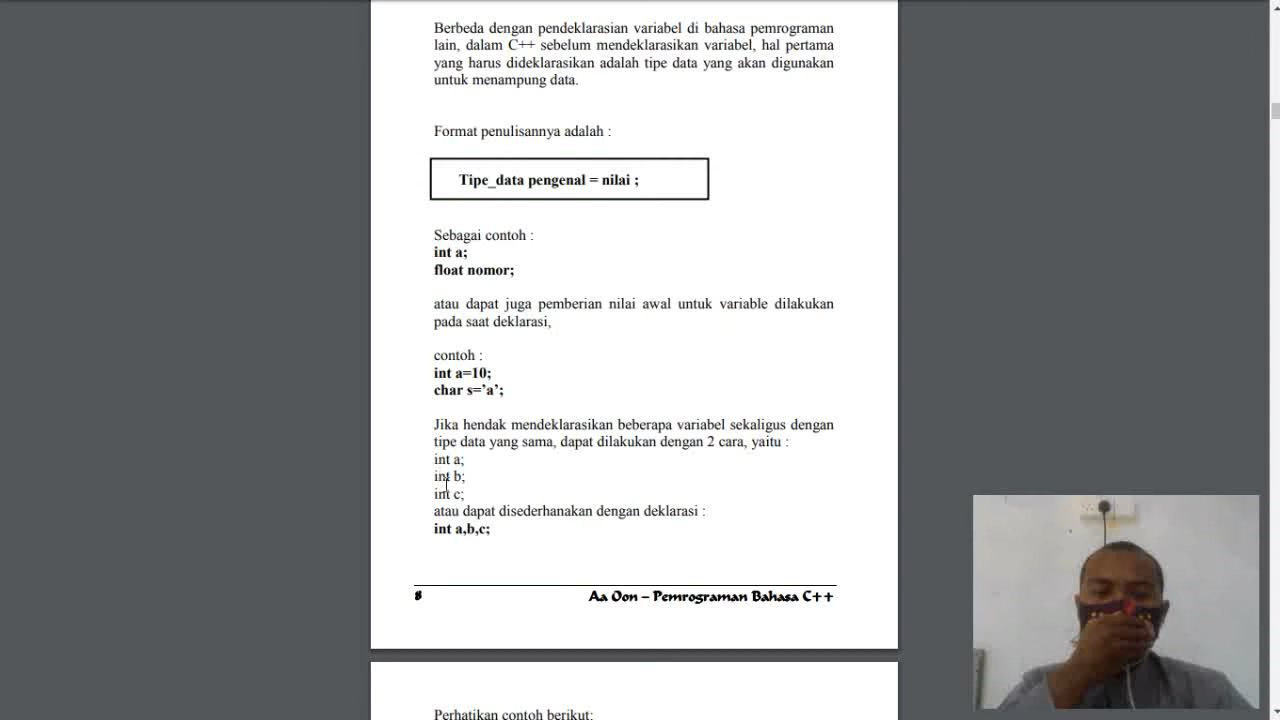 Berbeda dengan pendeklarasian variabel di bahasa pemrograman
lain, dalam C++ sebelum mendeklarasikan variabel, hal pertama
yang harus dideklarasikan adalah tipe data yang akan digunakan
untuk menampung data.
Format penulisannya adalah :
Tipe_data pengenal = nilai ;
Sebagai contoh :
int a;
float nomor;
atau dapat juga pemberian nilai awal untuk variable dilakukan
pada saat deklarasi,
contoh :
int a=10;
char s=’a’;
Jika hendak mendeklarasikan beberapa variabel sekaligus dengan
tipe data yang sama, dapat dilakukan dengan 2 cara, yaitu :
int a;
int b;
int c;
atau dapat disederhanakan dengan deklarasi :
int a,b,c;
8 Aa Oon – Pemrograman Bahasa C++
Perhatikan contoh berikut: